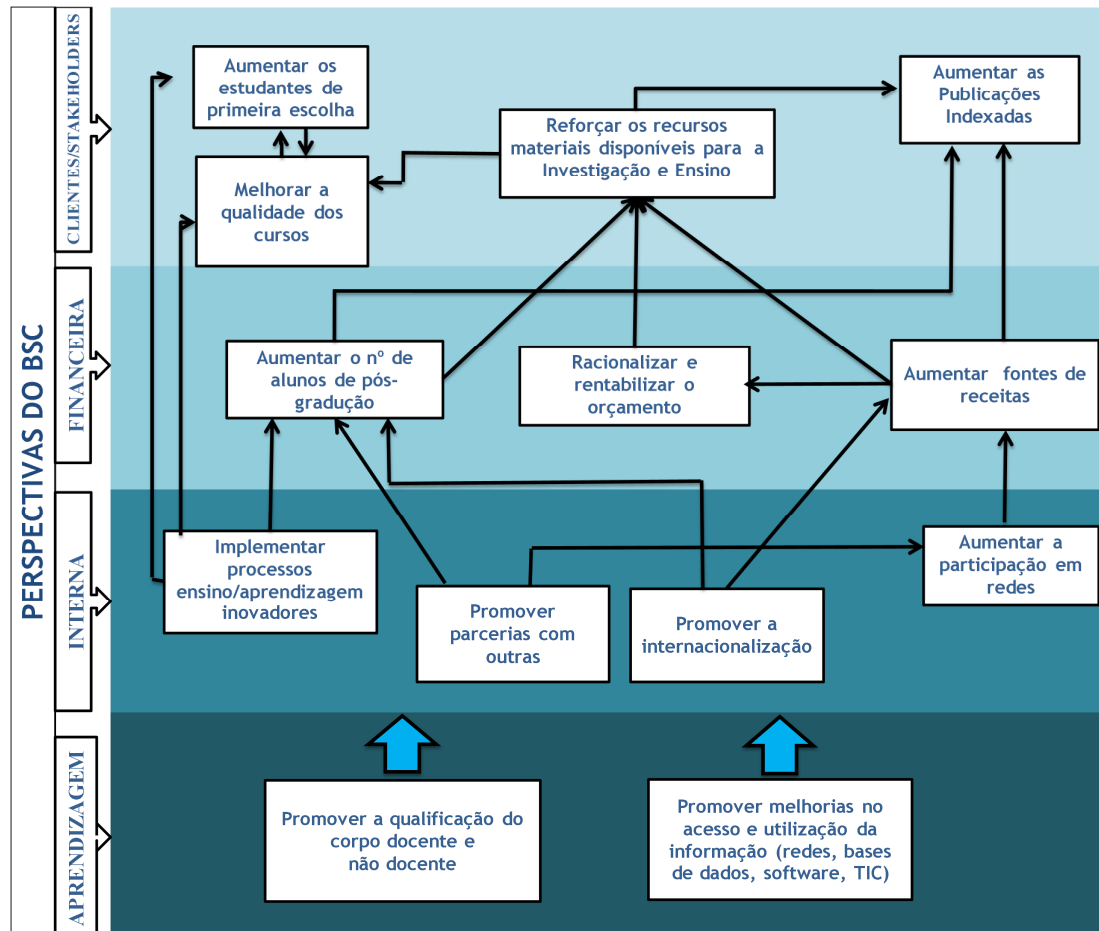 PERSPECTIVAS DO BSC
CLIENTES/STAKEHOLDERS
Aumentar os
estudantes de
primeira escolha
Melhorar a
qualidade dos
cursos
Reforçar os recursos
materiais disponíveis para a
Investigação e Ensino
Aumentar as
Publicações
Indexadas
FINANCEIRA
Aumentar o nº de
alunos de pós-
gradução
Racionalizar e
rentabilizar o
orçamento
Aumentar fontes de
receitas
INTERNA
Implementar
processos
ensino/aprendizagem
inovadores
Promover
parcerias com
outras
Promover a
internacionalização
Aumentar a
participação em
redes
APRENDIZAGEM
Promover a qualificação do
corpo docente e
não docente
Promover melhorias no
acesso e utilização da
informação (redes, bases
de dados, software, TIC)